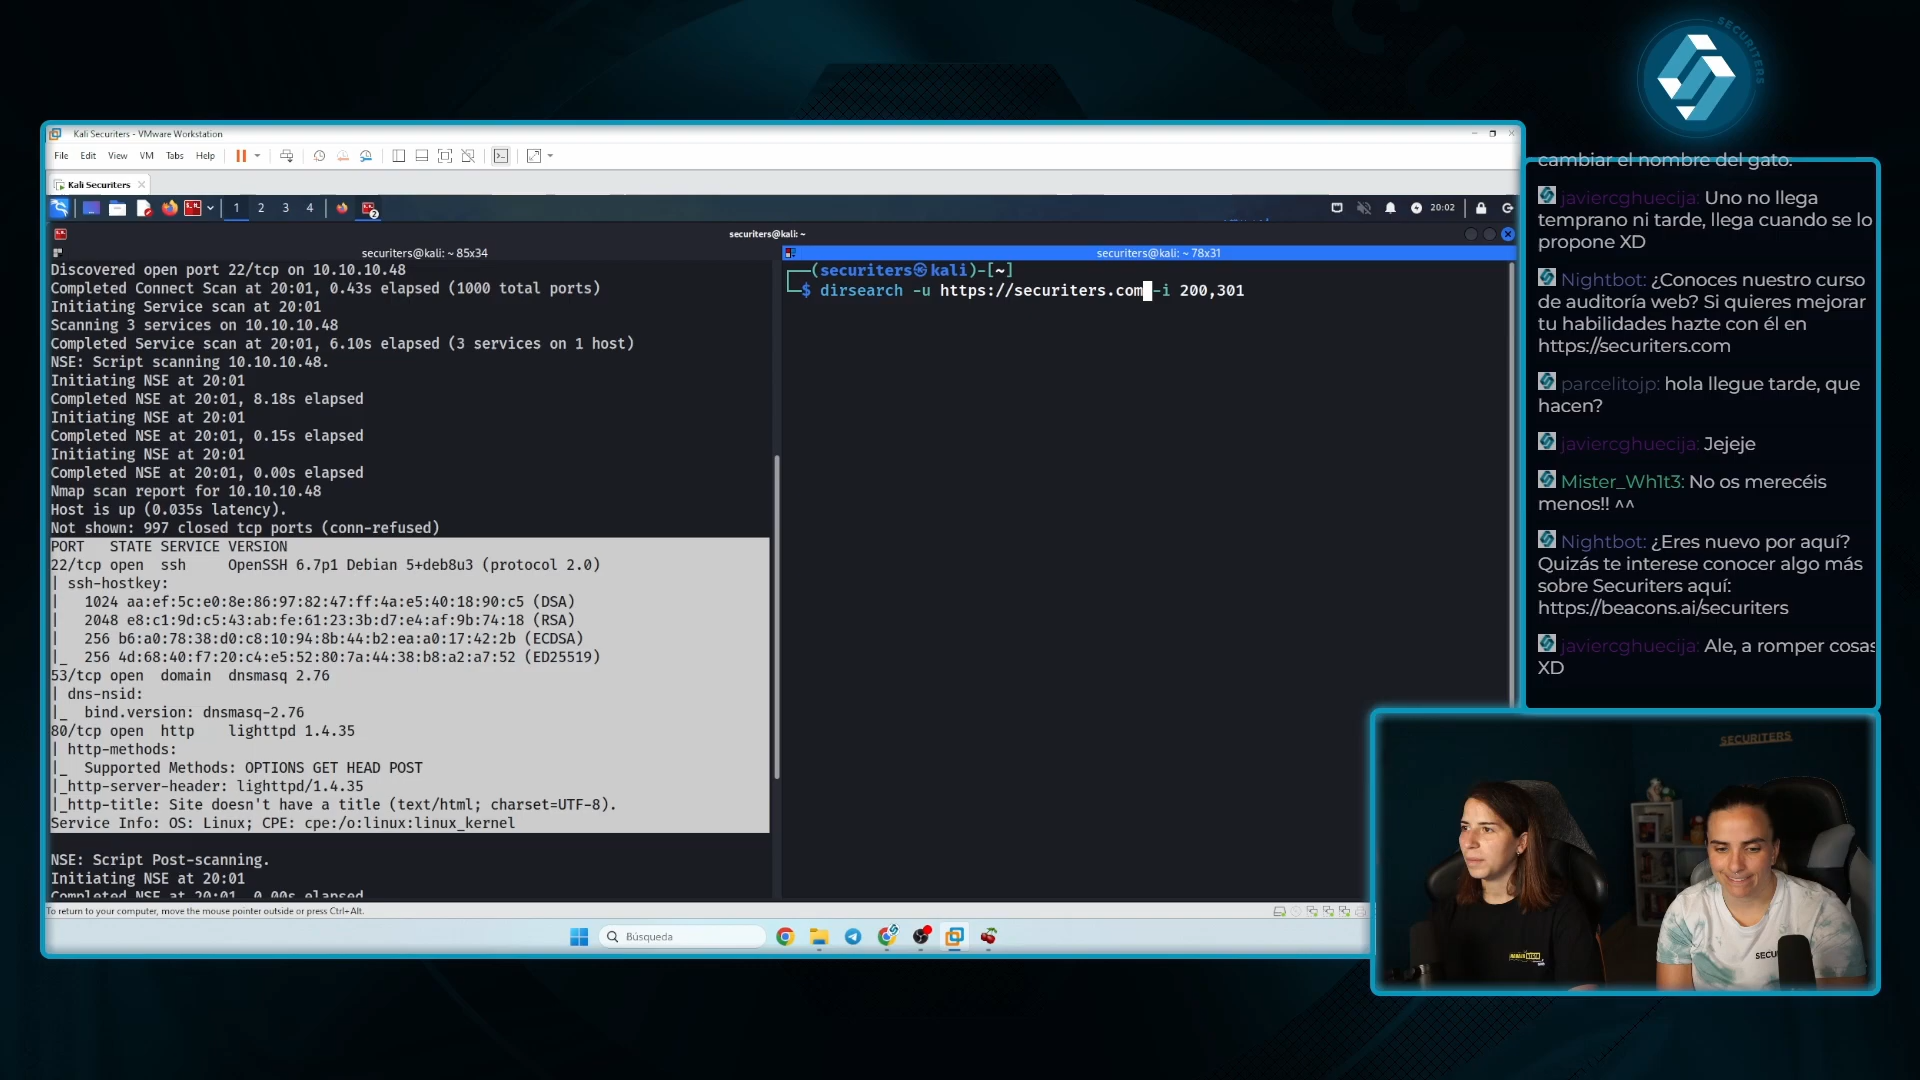 SECURITERS
Kali Securiters - VMware Workstation
File Edit View VM Tabs Help
Kali Securiters
1 2 3 4
2
20:02
securiters@kali: ~
securiters@kali: ~ 85x34
Discovered open port 22/tcp on 10.10.10.48
Completed Connect Scan at 20:01, 0.43s elapsed (1000 total ports)
Initiating Service scan at 20:01
Scanning 3 services on 10.10.10.48
Completed Service scan at 20:01, 6.10s elapsed (3 services on 1 host)
NSE: Script scanning 10.10.10.48.
Initiating NSE at 20:01
Completed NSE at 20:01, 8.18s elapsed
Initiating NSE at 20:01
Completed NSE at 20:01, 0.15s elapsed
Initiating NSE at 20:01
Completed NSE at 20:01, 0.00s elapsed
Nmap scan report for 10.10.10.48
Host is up (0.035s latency).
Not shown: 997 closed tcp ports (conn-refused)
PORT   STATE SERVICE VERSION
22/tcp open  ssh     OpenSSH 6.7p1 Debian 5+deb8u3 (protocol 2.0)
| ssh-hostkey:
|   1024 aa:ef:5c:e0:8e:86:97:82:47:ff:4a:e5:40:18:90:c5 (DSA)
|   2048 e8:c1:9d:c5:43:ab:fe:61:23:3b:d7:e4:af:9b:74:18 (RSA)
|   256 b6:a0:78:38:d0:c8:10:94:8b:44:b2:ea:a0:17:42:2b (ECDSA)
|_  256 4d:68:40:f7:20:c4:e5:52:80:7a:44:38:b8:a2:a7:52 (ED25519)
53/tcp open  domain  dnsmasq 2.76
| dns-nsid:
|_  bind.version: dnsmasq-2.76
80/tcp open  http    lighttpd 1.4.35
| http-methods:
|_  Supported Methods: OPTIONS GET HEAD POST
|_http-server-header: lighttpd/1.4.35
|_http-title: Site doesn't have a title (text/html; charset=UTF-8).
Service Info: OS: Linux; CPE: cpe:/o:linux:linux_kernel
NSE: Script Post-scanning.
Initiating NSE at 20:01
Completed NSE at 20:01, 0.00s elapsed
securiters@kali: ~ 78x31
(securiters㉿kali)-[~]
$ dirsearch -u https://securiters.com -i 200,301
To return to your computer, move the mouse pointer outside or press Ctrl+Alt.
Búsqueda
cambiar el nombre del gato.
javiercghuecija: Uno no llega
temprano ni tarde, llega cuando se lo
propone XD
Nightbot: ¿Conoces nuestro curso
de auditoría web? Si quieres mejorar
tu habilidades hazte con él en
https://securiters.com
parcelitojp: hola llegue tarde, que
hacen?
javiercghuecija: Jejeje
Mister_Wh1t3: No os merecéis
menos!! ^^
Nightbot: ¿Eres nuevo por aquí?
Quizás te interese conocer algo más
sobre Securiters aquí:
https://beacons.ai/securiters
javiercghuecija: Ale, a romper cosas
XD
SECURITERS
SECU